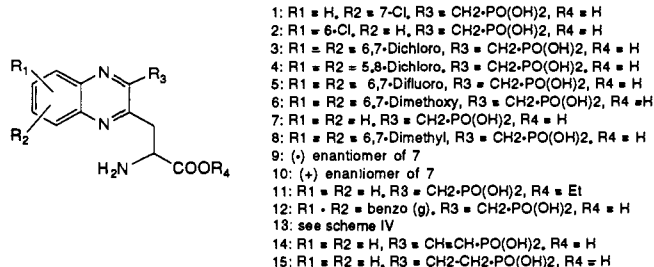 R1
R2
N
N
R3
H2N
COOR4
1: R1 = H, R2 = 7-Cl, R3 = CH2-PO(OH)2, R4 = H
2: R1 = 6-Cl, R2 = H, R3 = CH2-PO(OH)2, R4 = H
3: R1 = R2 = 6,7-Dichloro, R3 = CH2-PO(OH)2, R4 = H
4: R1 = R2 = 5,8-Dichloro, R3 = CH2-PO(OH)2, R4 = H
5: R1 = R2 = 6,7-Difluoro, R3 = CH2-PO(OH)2, R4 = H
6: R1 = R2 = 6,7-Dimethoxy, R3 = CH2-PO(OH)2, R4 =H
7: R1 = R2 = H, R3 = CH2-PO(OH)2, R4 = H
8: R1 = R2 = 6,7-Dimethyl, R3 = CH2-PO(OH)2, R4 = H
9: (-) enantiomer of 7
10: (+) enantiomer of 7
11: R1 = R2 = H, R3 = CH2-PO(OH)2, R4 = Et
12: R1 - R2 = benzo (g), R3 = CH2-PO(OH)2, R4 = H
13: see scheme IV
14: R1 = R2 = H, R3 = CH=CH-PO(OH)2, R4 = H
15: R1 = R2 = H, R3 = CH2-CH2-PO(OH)2, R4 = H